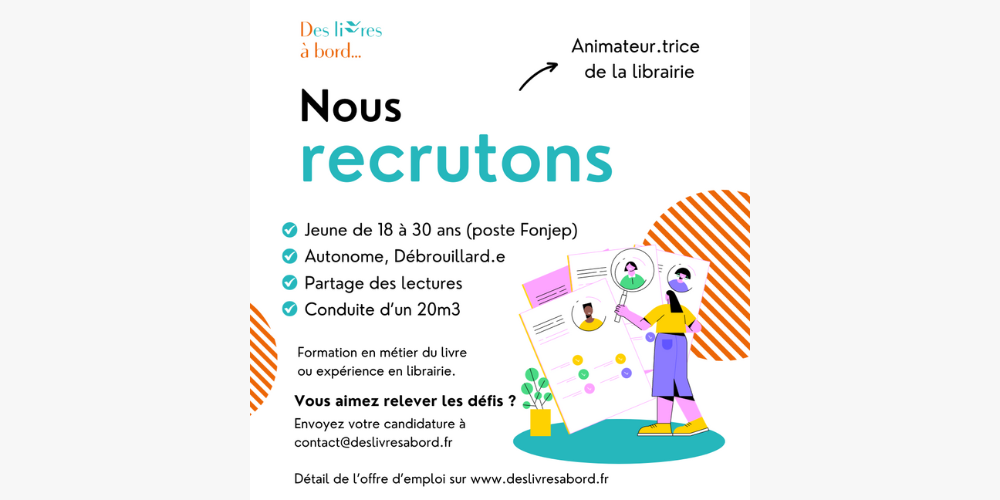 Des livres
à bord...
Animateur.trice
de la librairie
Nous
recrutons
Jeune de 18 à 30 ans (poste Fonjep)
Autonome, Débrouillard.e
Partage des lectures
Conduite d'un 20m3
Formation en métier du livre
ou expérience en librairie.
Vous aimez relever les défis ?
Envoyez votre candidature à
contact@deslivresabord.fr
Détail de l'offre d'emploi sur www.deslivresabord.fr